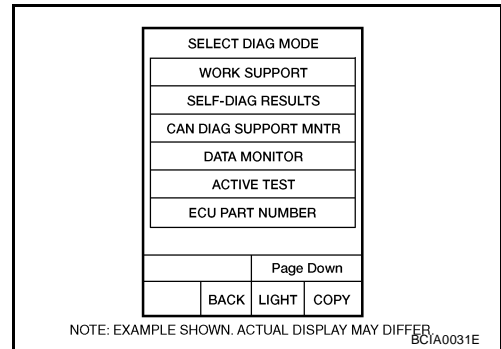 SELECT DIAG MODE
WORK SUPPORT
SELF-DIAG RESULTS
CAN DIAG SUPPORT MNTR
DATA MONITOR
ACTIVE TEST
ECU PART NUMBER
Page Down
BACK LIGHT COPY
NOTE: EXAMPLE SHOWN. ACTUAL DISPLAY MAY DIFFER.
BCIA0031E